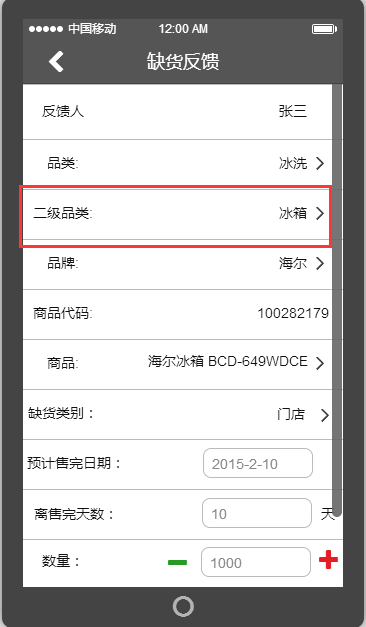 中国移动 12:00 AM
缺货反馈
反馈人 张三
品类: 冰洗
二级品类: 冰箱
品牌: 海尔
商品代码: 100282179
商品: 海尔冰箱 BCD-649WDCE
缺货类别： 门店
预计售完日期： 2015-2-10
离售完天数： 10 天
数量： 1000